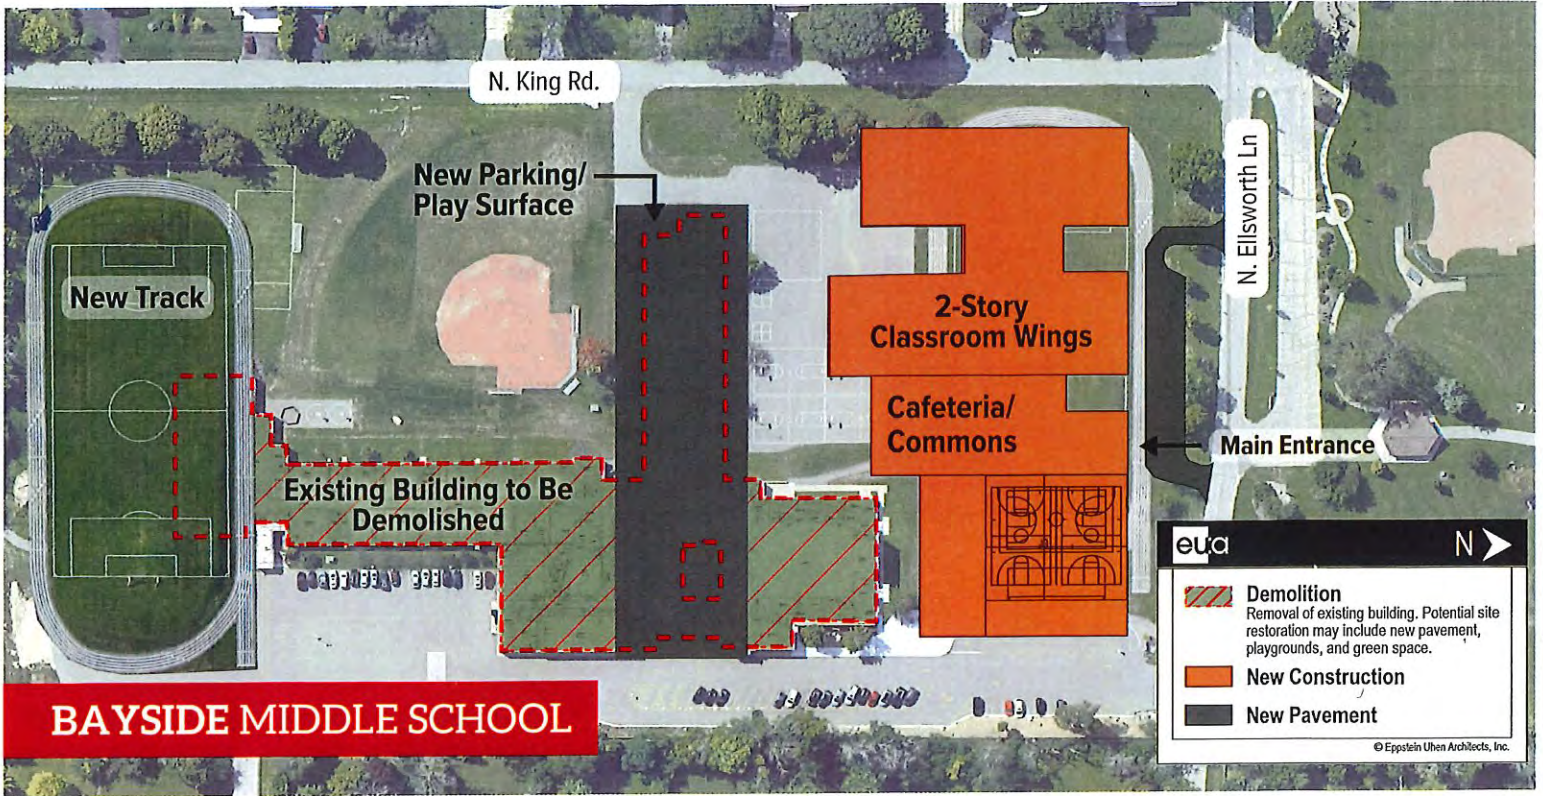 N. King Rd.
New Parking/
Play Surface
N. Ellsworth Ln
New Track
2-Story
Classroom Wings
Cafeteria/
Commons
Main Entrance
Existing Building to Be
Demolished
eu:a
N
Demolition
Removal of existing building. Potential site
restoration may include new pavement,
playgrounds, and green space.
New Construction
New Pavement
© Eppstein Uhen Architects, Inc.
BAYSIDE MIDDLE SCHOOL